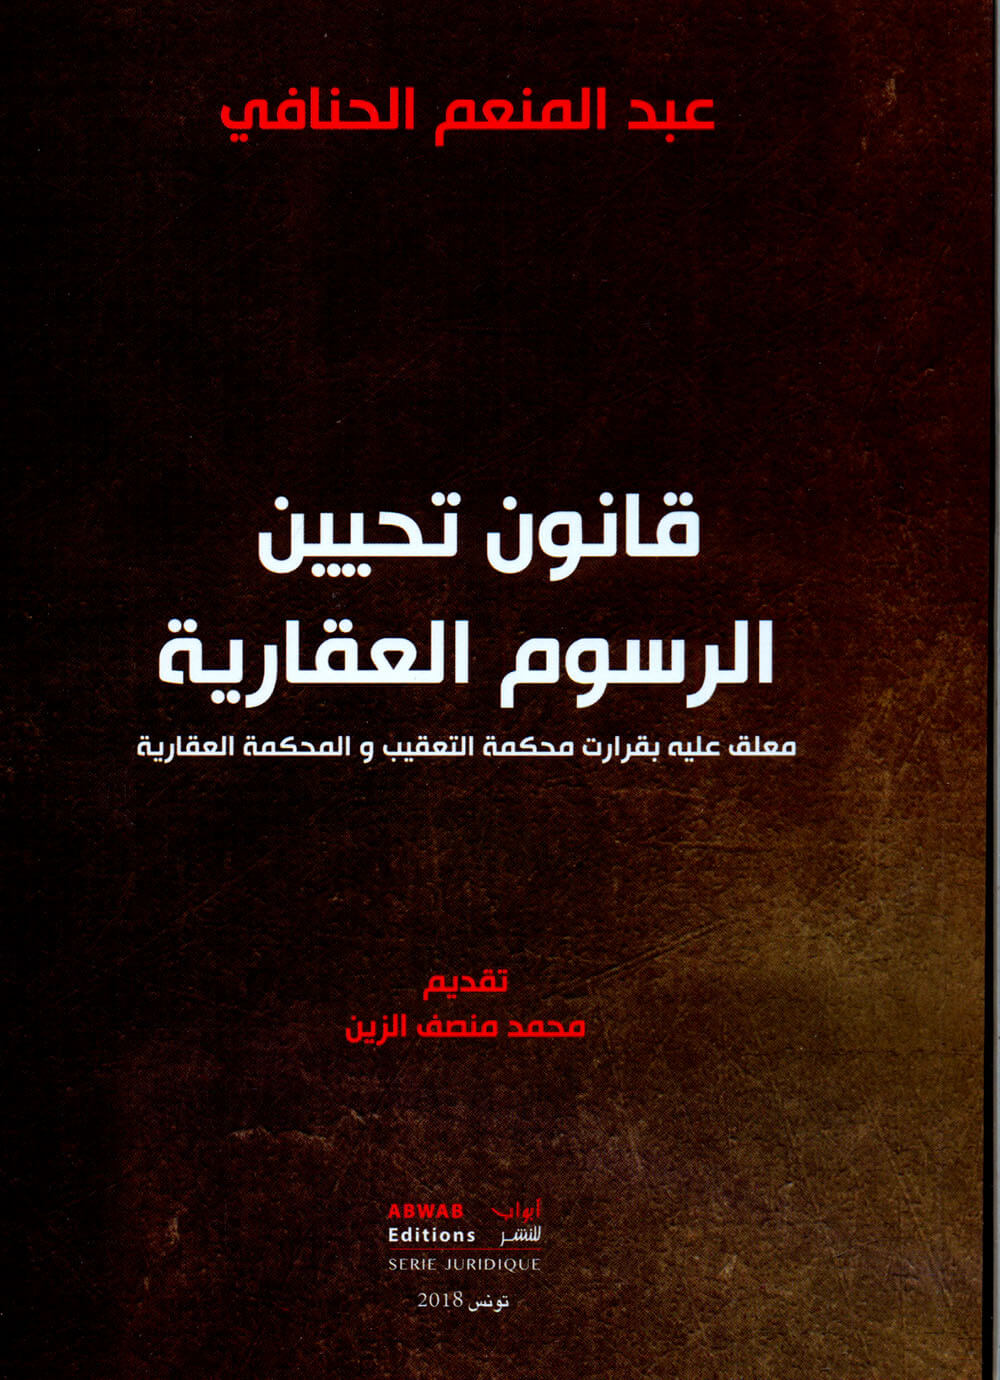 عبد المنعم الحنافي
قانون تحيين
الرسوم العقارية
معلق عليه بقرارت محكمة التعقيب و المحكمة العقارية
تقديم
محمد منصف الزين
ABWAB أبواب
Editions للنشر
SERIE JURIDIQUE
تونس 2018